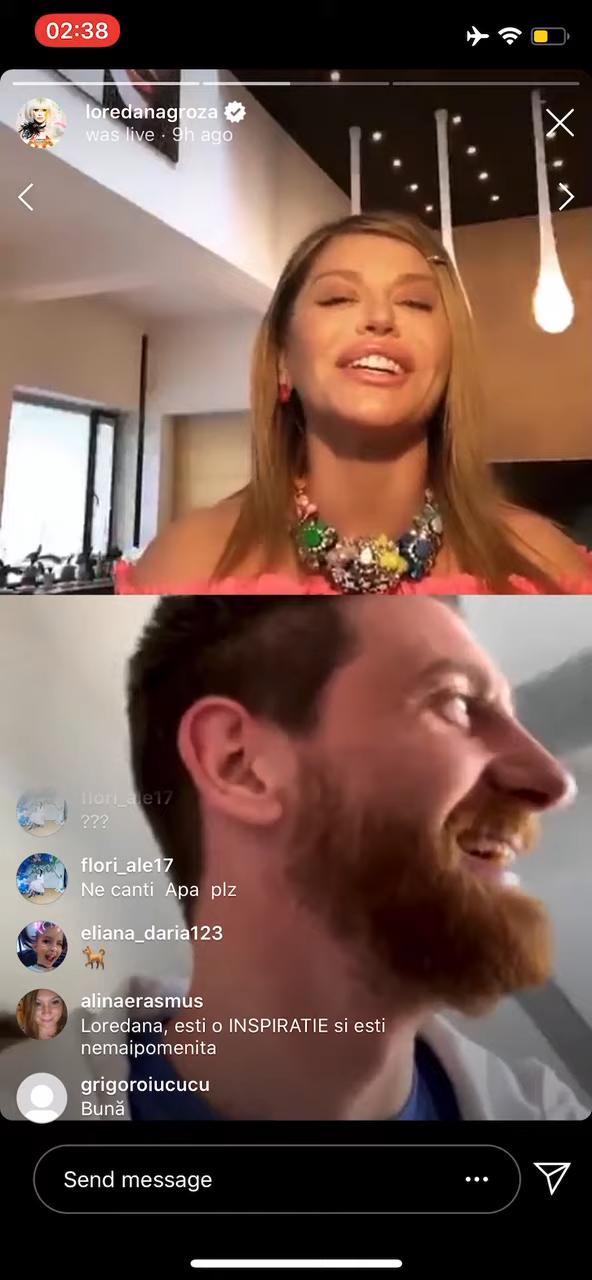 02:38
loredanagroza
was live · 9h ago
flori_ale17
???
flori_ale17
Ne canti Apa plz
eliana_daria123
alinaerasmus
Loredana, esti o INSPIRATIE si esti
nemaipomenita
grigoroiucucu
Bună
Send message